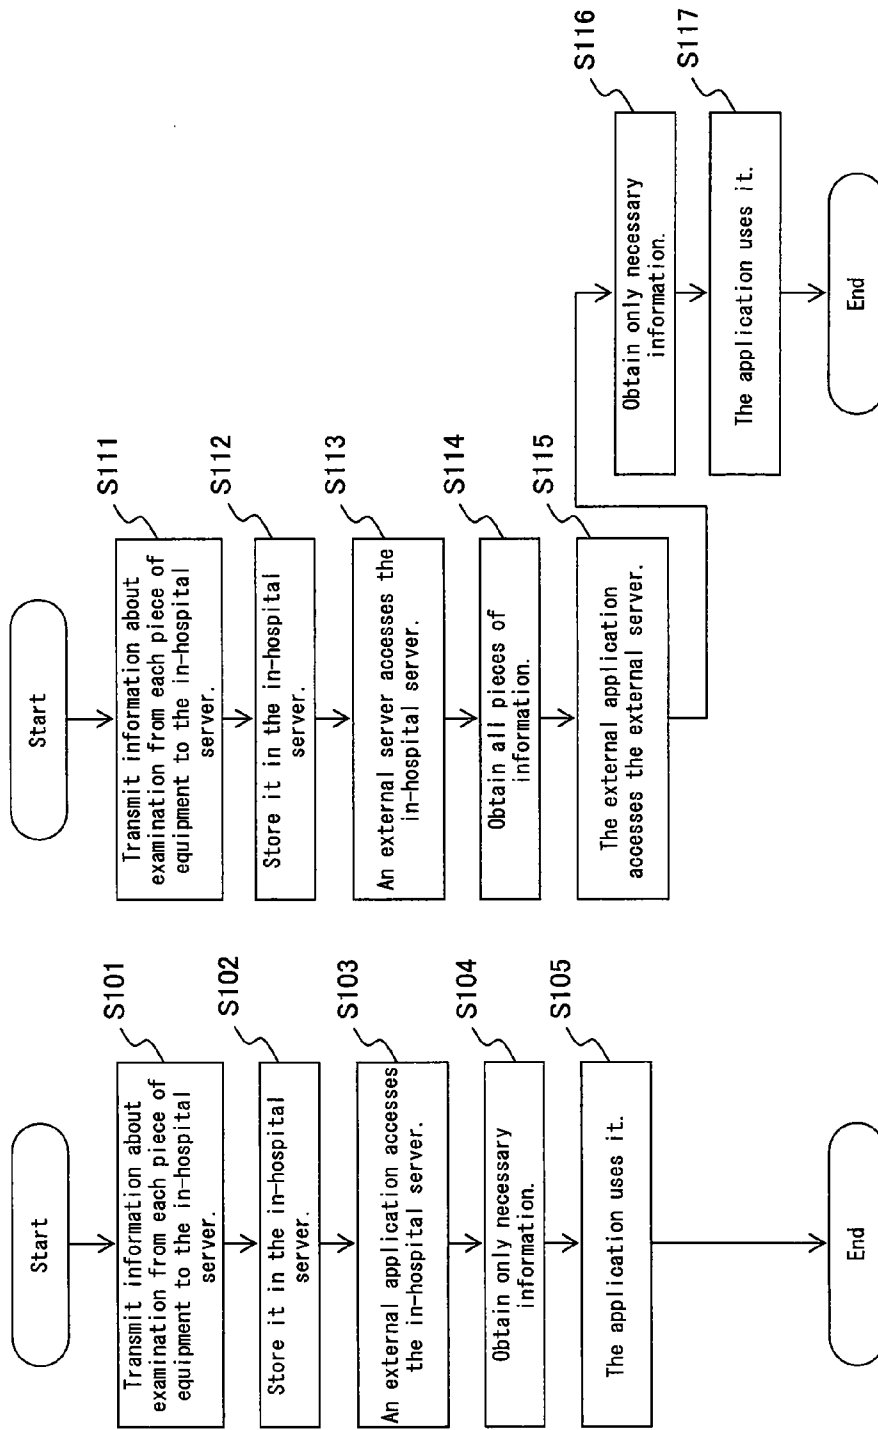 Start
Transmit information about
examination from each piece of
equipment to the in-hospital
server.
S101
Store it in the in-hospital
server.
S102
An external application accesses
the in-hospital server.
S103
Obtain only necessary
information.
S104
The application uses it.
S105
End
Start
Transmit information about
examination from each piece of
equipment to the in-hospital
server.
S111
Store it in the in-hospital
server.
S112
An external server accesses the
in-hospital server.
S113
Obtain all pieces of
information.
S114
The external application
accesses the external server.
S115
Obtain only necessary
information.
S116
The application uses it.
S117
End